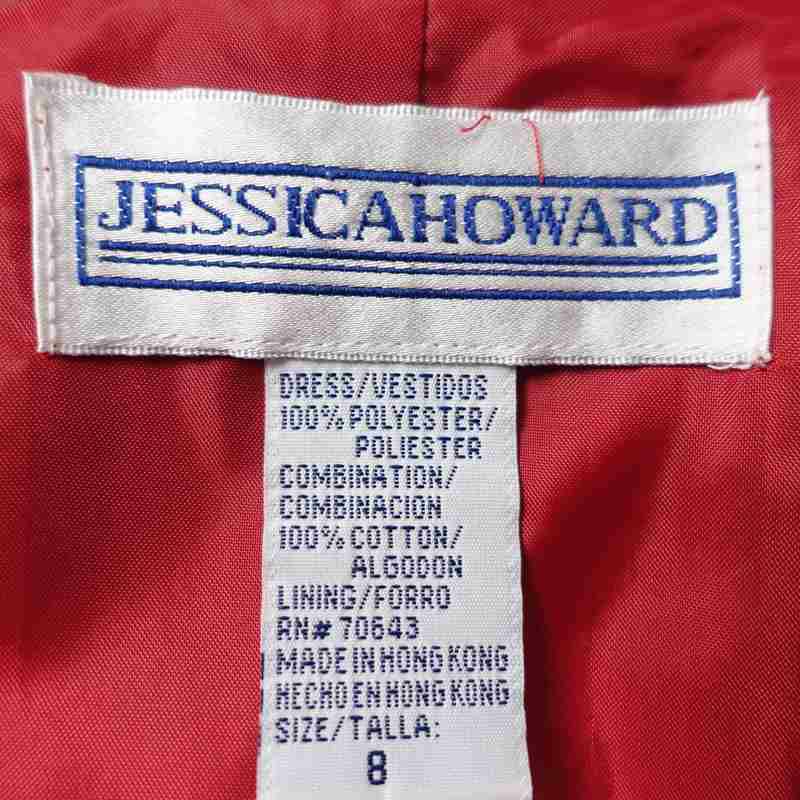 JESSICAHOWARD
DRESS/VESTIDOS
100% POLYESTER/
POLIESTER
COMBINATION/
COMBINACION
100% COTTON/
ALGODON
LINING/FORRO
RN# 70643
MADE IN HONG KONG
HECHO EN HONG KONG
SIZE/TALLA:
8